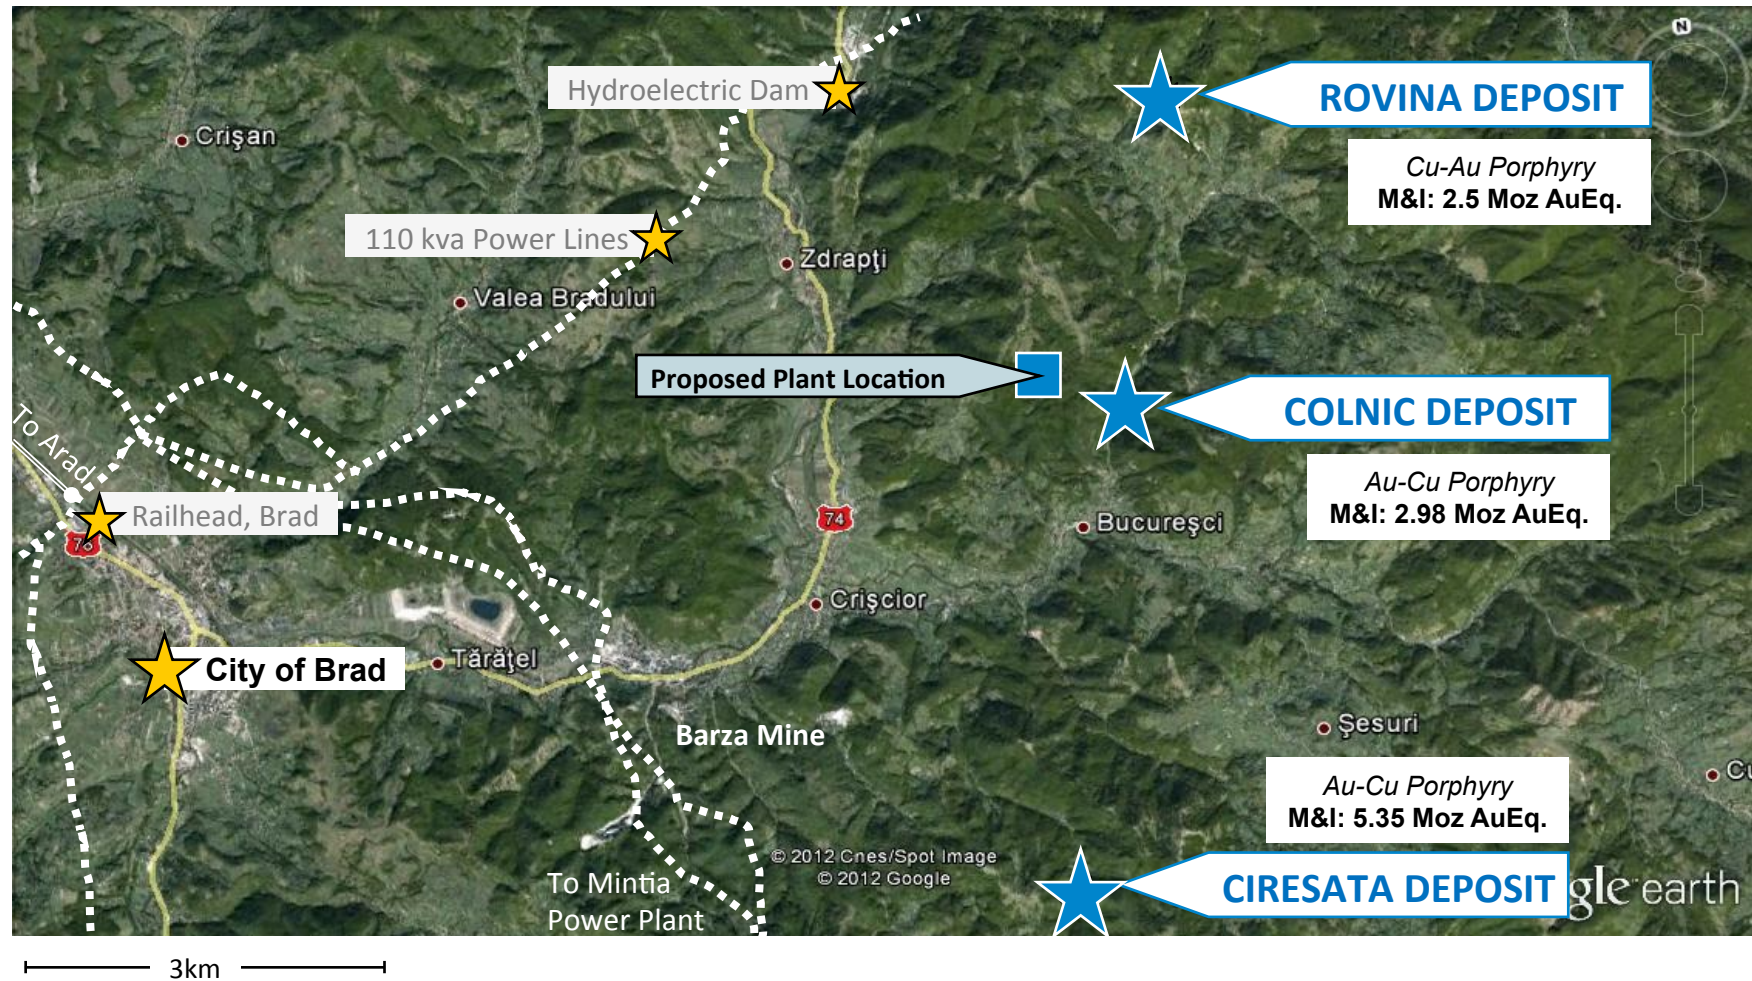 N
Hydroelectric Dam
ROVINA DEPOSIT
Crişan
Cu-Au Porphyry
M&I: 2.5 Moz AuEq.
110 kva Power Lines
Zdrapţi
Valea Bradului
Proposed Plant Location
COLNIC DEPOSIT
To Arad
Au-Cu Porphyry
M&I: 2.98 Moz AuEq.
Railhead, Brad
74
Bucureşci
76
Crişcior
City of Brad
Tărăţel
Barza Mine
Şesuri
Au-Cu Porphyry
M&I: 5.35 Moz AuEq.
© 2012 Cnes/Spot Image
© 2012 Google
To Mintia
Power Plant
CIRESATA DEPOSIT
gle earth
3km